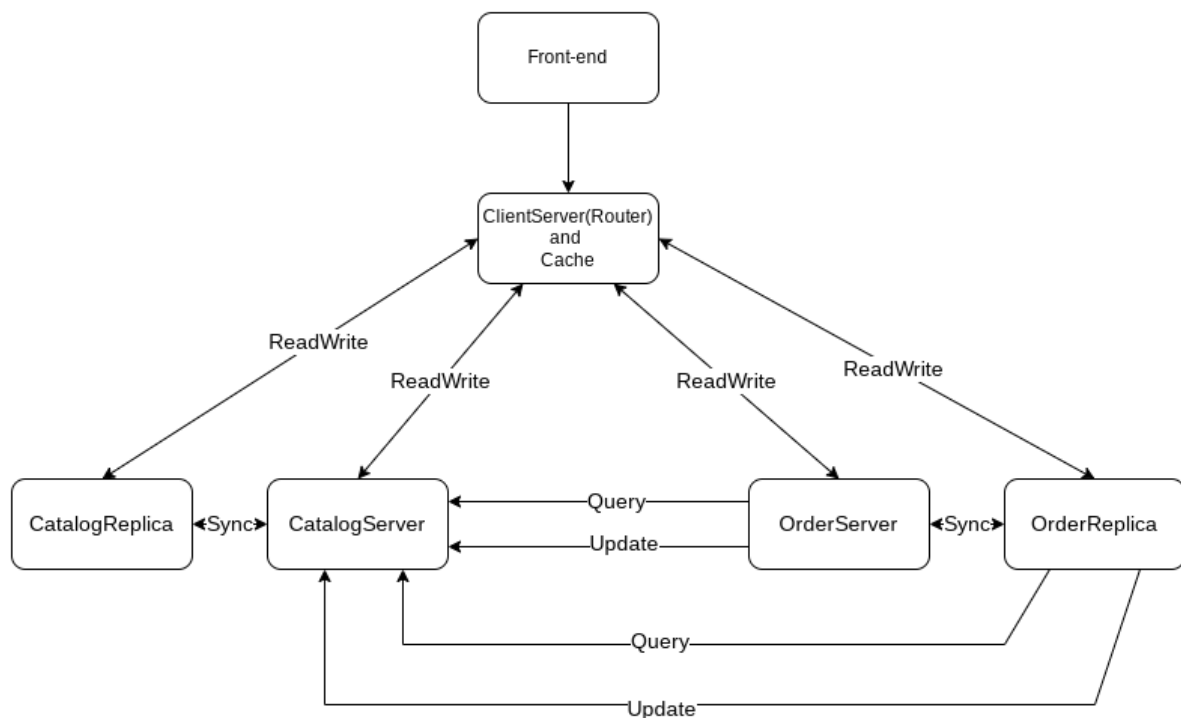 Front-end
ClientServer(Router)
and
Cache
ReadWrite
ReadWrite
ReadWrite
ReadWrite
CatalogReplica
Sync
CatalogServer
Query
Update
OrderServer
Sync
OrderReplica
Query
Update